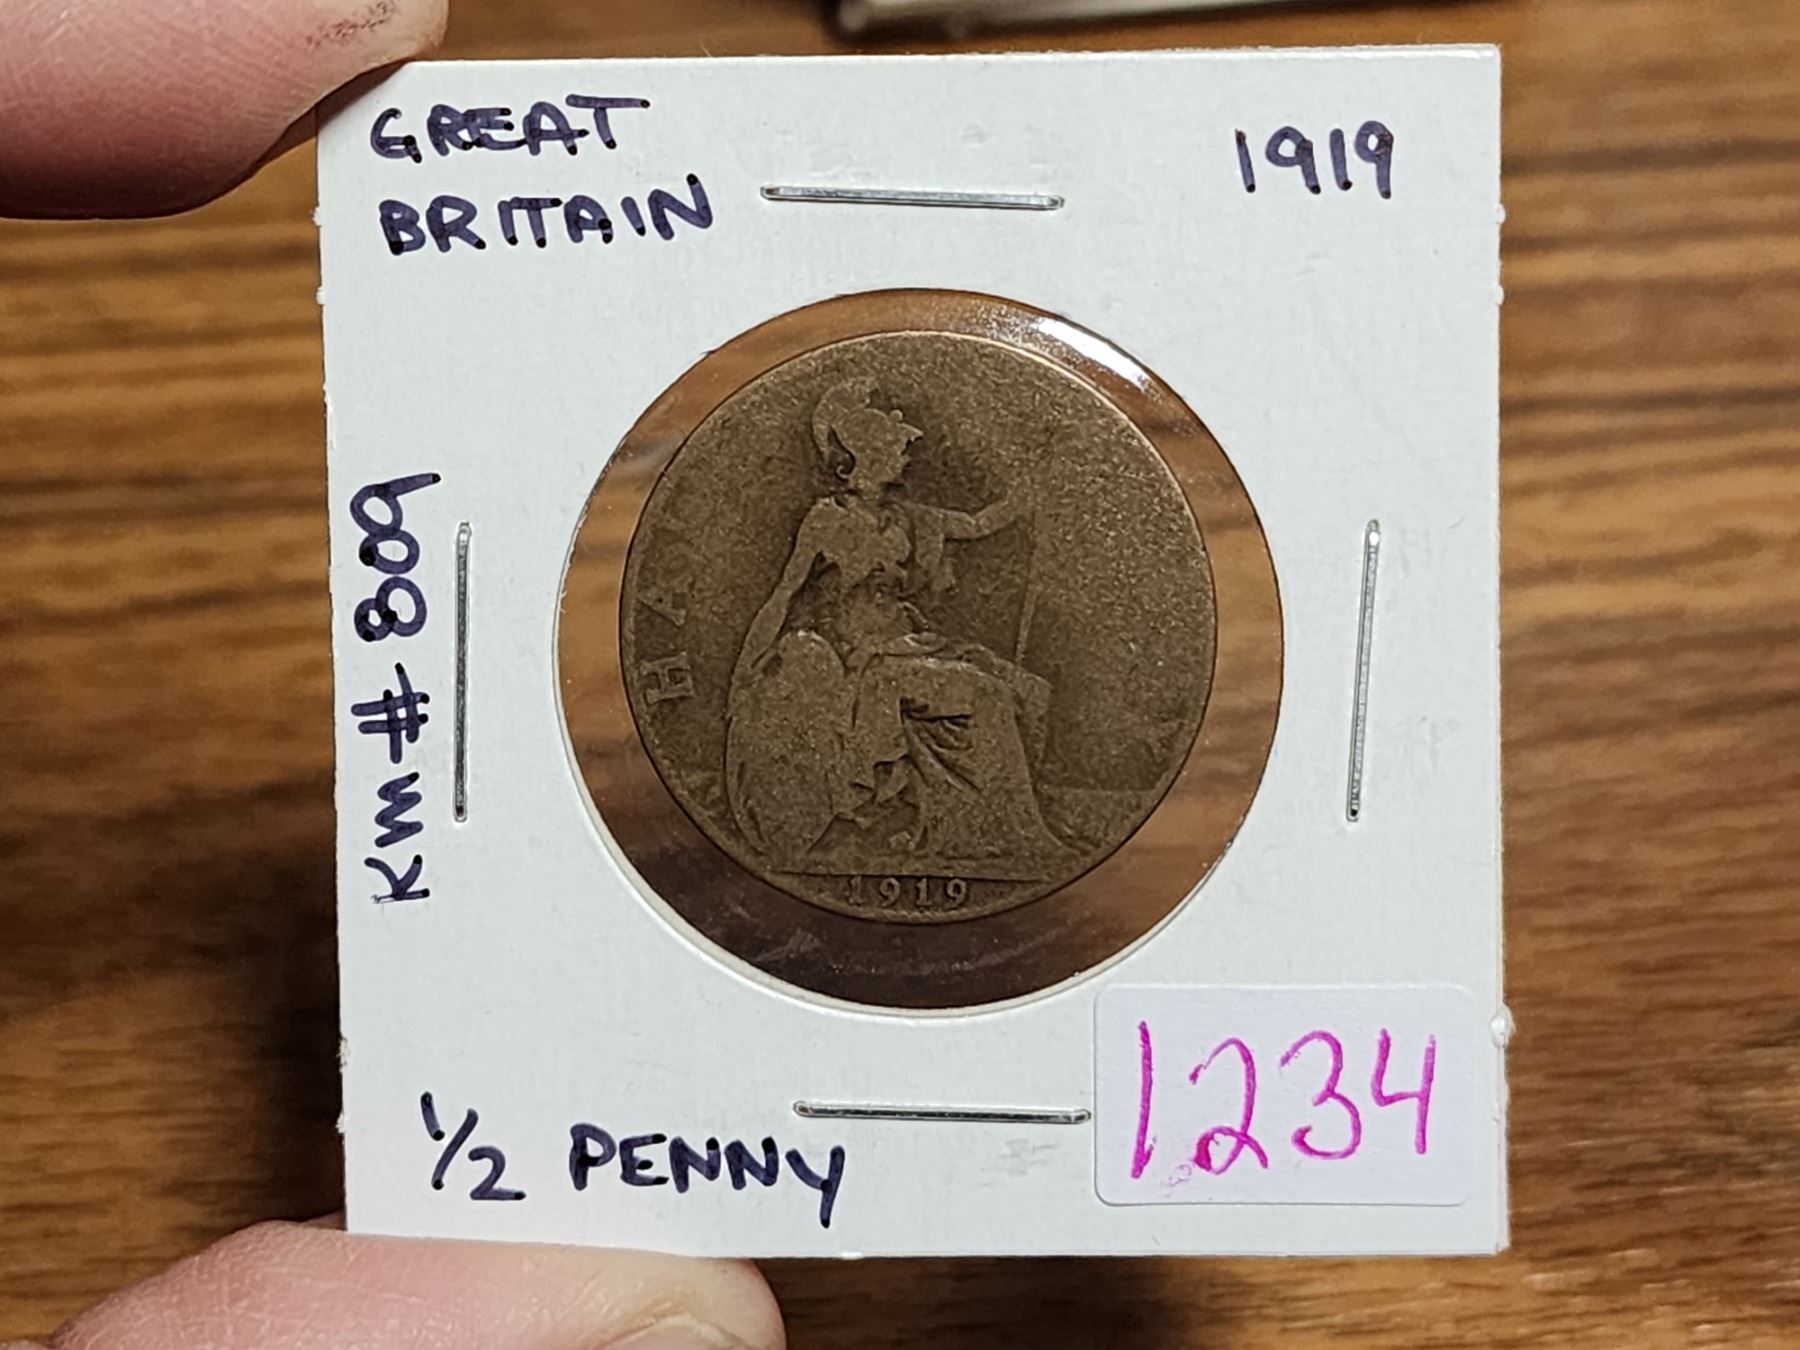 GREAT
BRITAIN
1919
KM# 809
HA
1919
1/2 PENNY
1234